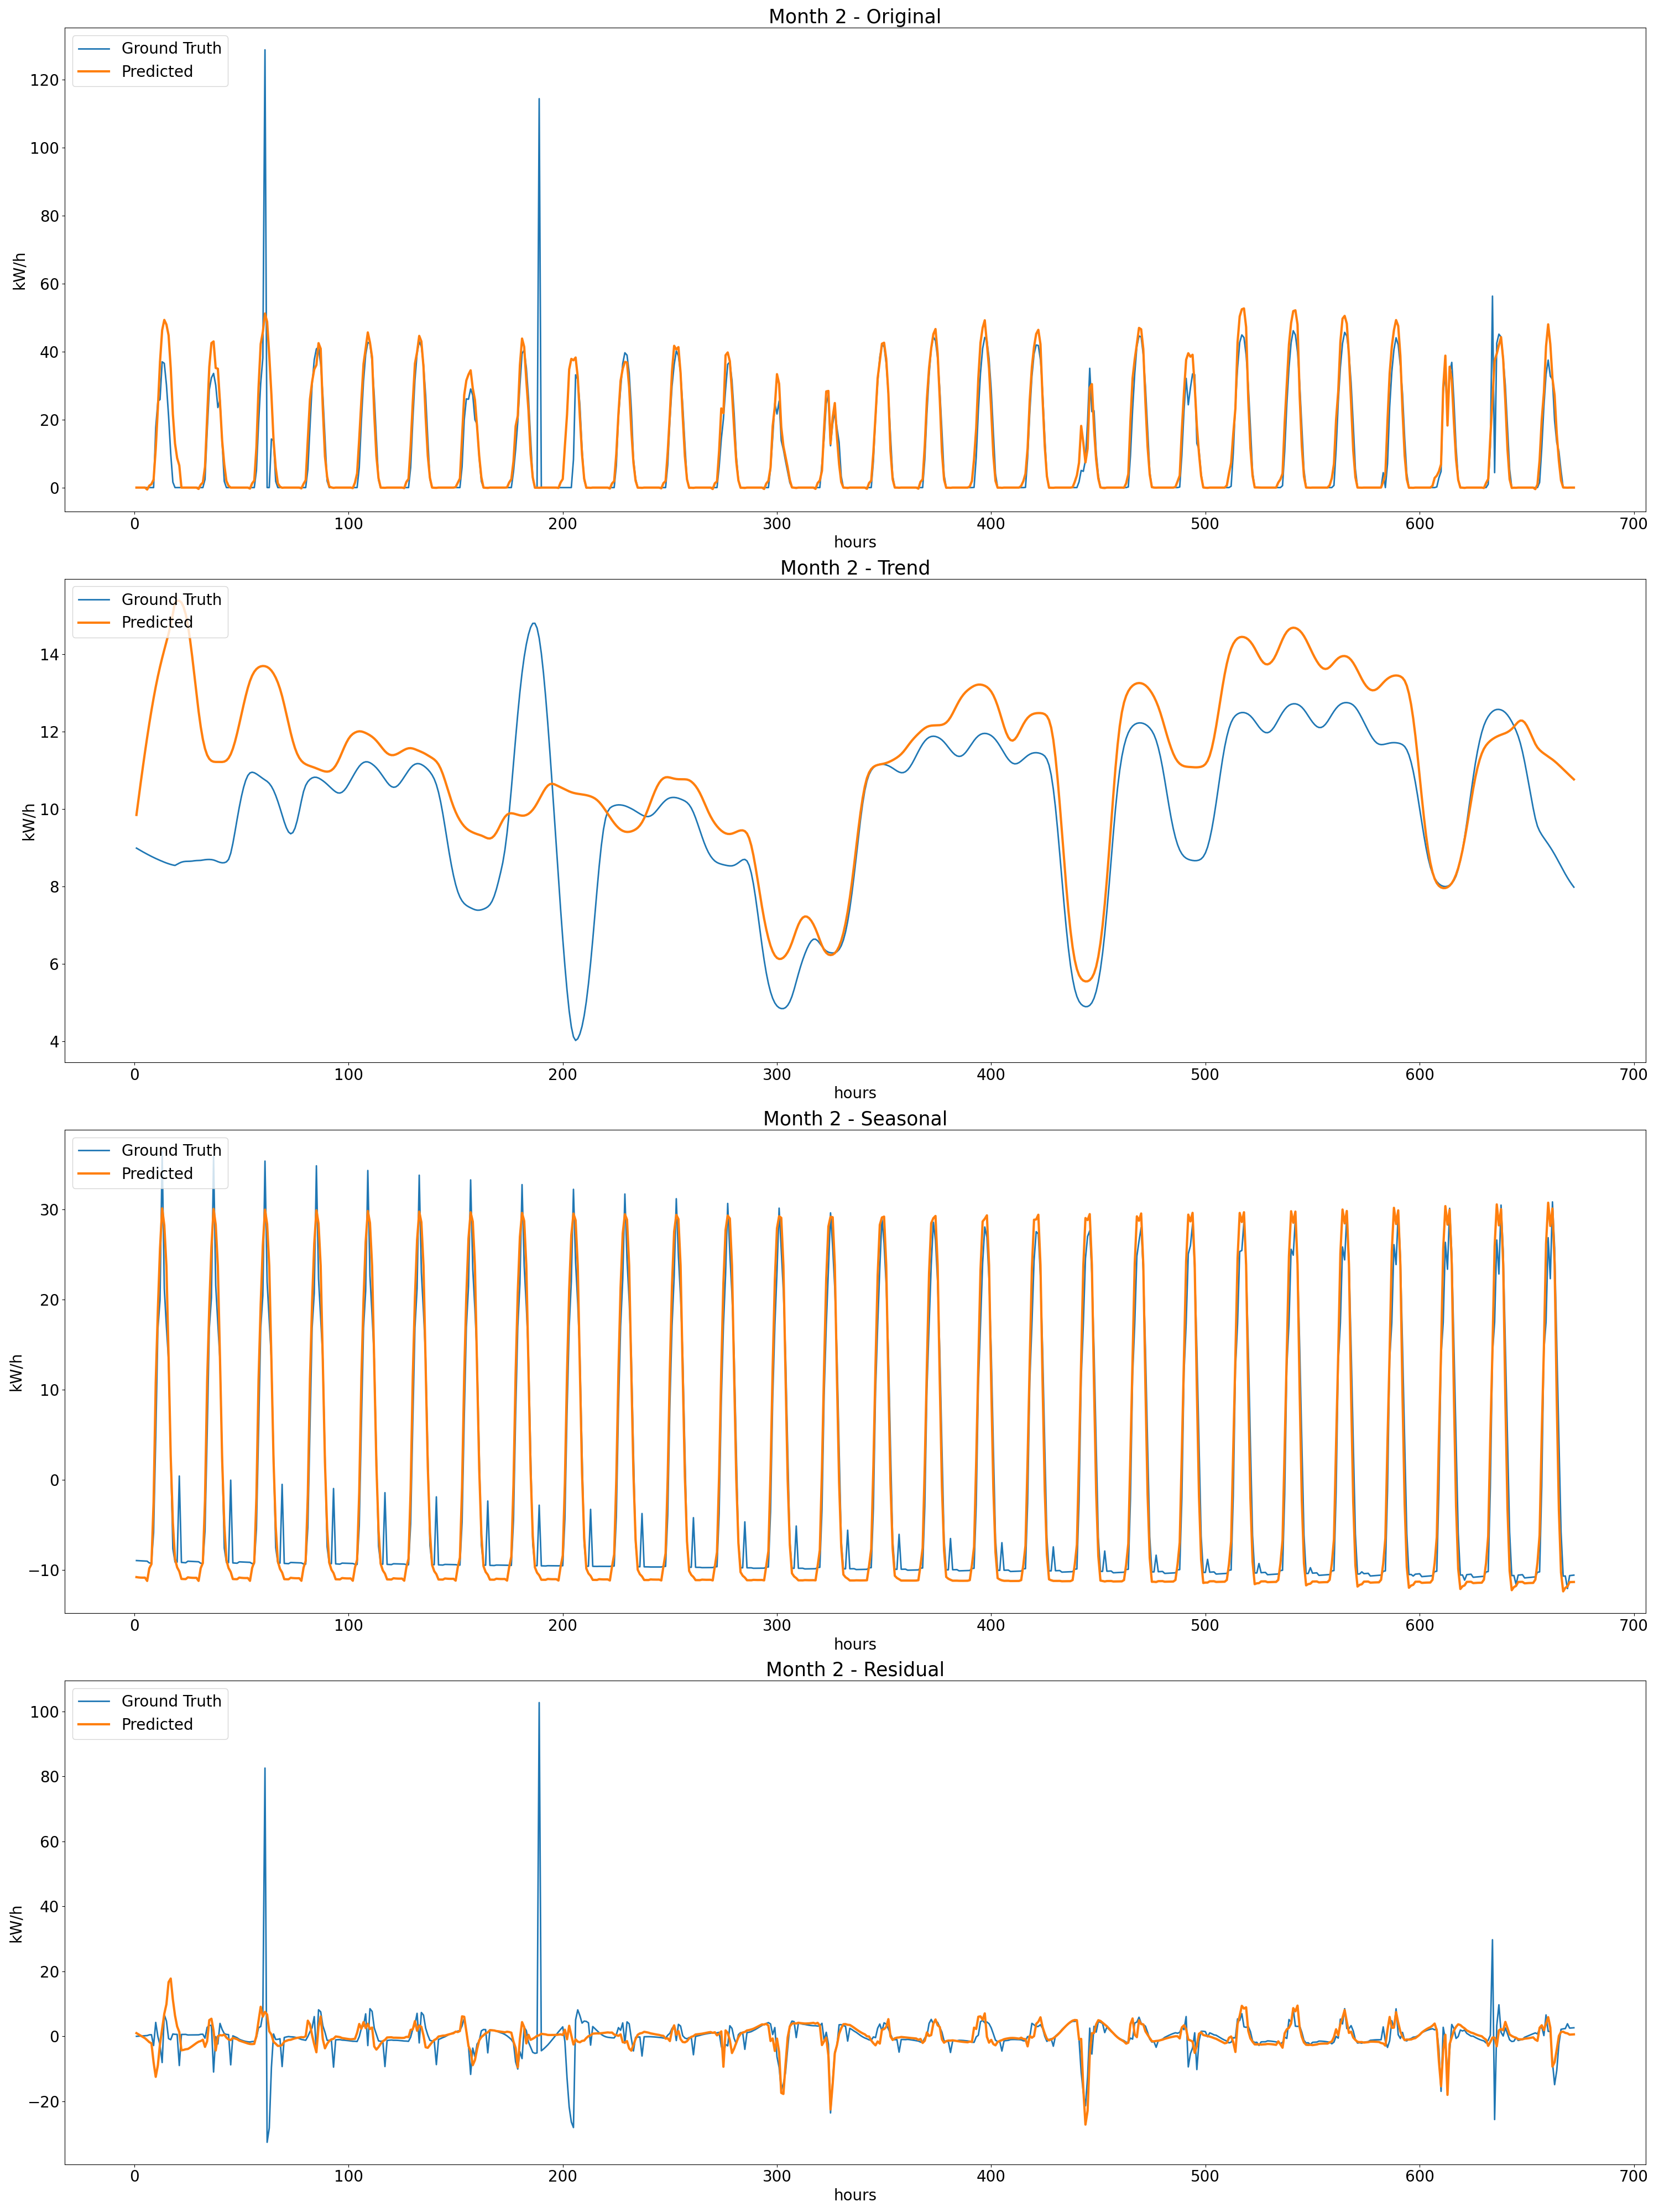 Month 2 - Original
Ground Truth
Predicted
kW/h
120
100
80
60
40
20
0
0 100 200 300 400 500 600 700
hours
Month 2 - Trend
Ground Truth
Predicted
kW/h
14
12
10
8
6
4
0 100 200 300 400 500 600 700
hours
Month 2 - Seasonal
Ground Truth
Predicted
kW/h
30
20
10
0
−10
0 100 200 300 400 500 600 700
hours
Month 2 - Residual
Ground Truth
Predicted
kW/h
100
80
60
40
20
0
−20
0 100 200 300 400 500 600 700
hours